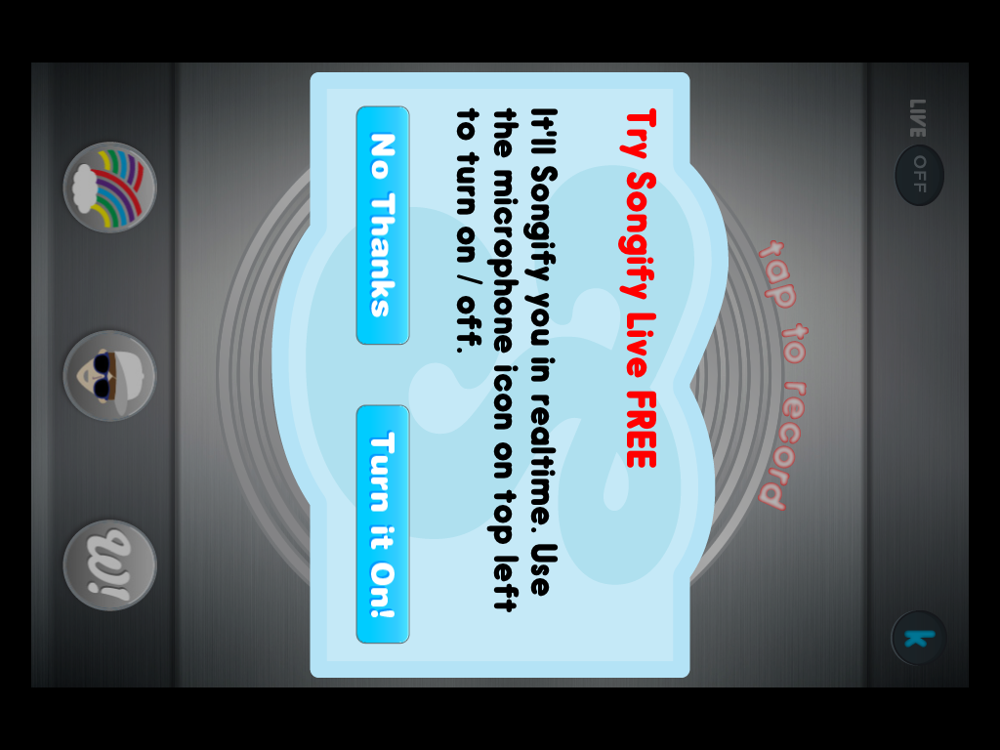 LIVE OFF
k
tap to record
Try Songify Live FREE
It'll Songify you in realtime. Use
the microphone icon on top left
to turn on / off.
No Thanks
Turn it On!